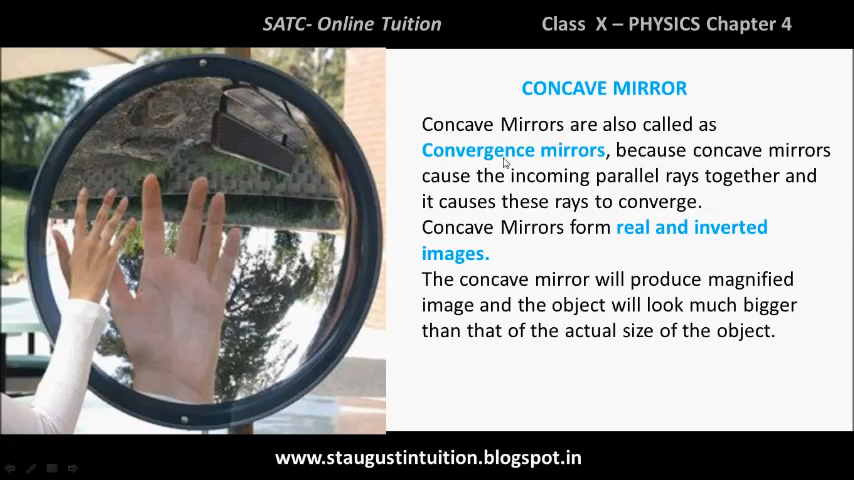 SATC- Online Tuition Class X – PHYSICS Chapter 4
CONCAVE MIRROR
Concave Mirrors are also called as
Convergence mirrors, because concave mirrors
cause the incoming parallel rays together and
it causes these rays to converge.
Concave Mirrors form real and inverted
images.
The concave mirror will produce magnified
image and the object will look much bigger
than that of the actual size of the object.
www.staugustintuition.blogspot.in